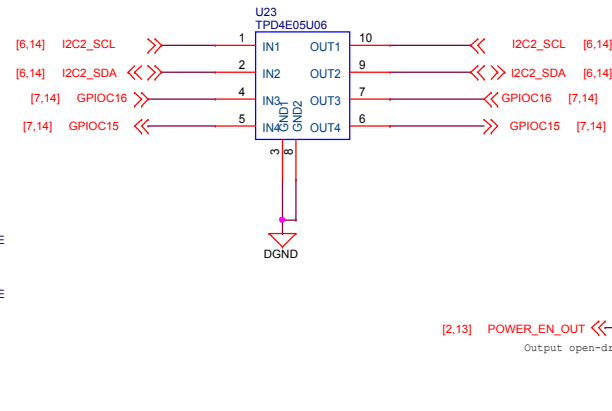 U23
TPD4E05U06
[6,14] I2C2_SCL 1 IN1 OUT1 10 I2C2_SCL [6,14]
[6,14] I2C2_SDA 2 IN2 OUT2 9 I2C2_SDA [6,14]
[7,14] GPIOC16 4 IN3 OUT3 7 GPIOC16 [7,14]
[7,14] GPIOC15 5 IN4 OUT4 6 GPIOC15 [7,14]
GND1
GND2
3
8
DGND
E
E
[2,13] POWER_EN_OUT
Output open-dr